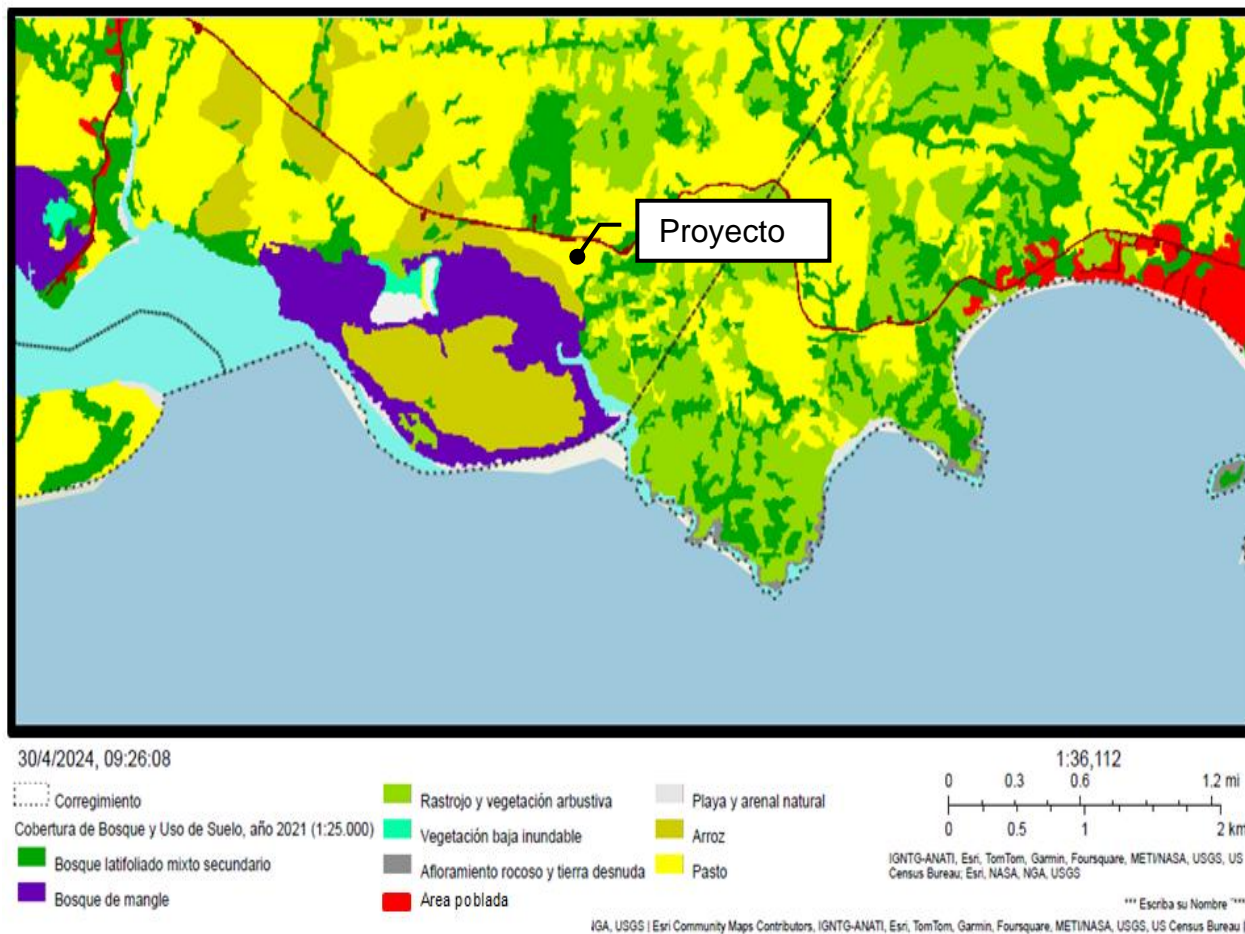 Proyecto
30/4/2024, 09:26:08
Corregimiento
Cobertura de Bosque y Uso de Suelo, año 2021 (1:25.000)
Bosque latifoliado mixto secundario
Bosque de mangle
Rastrojo y vegetación arbustiva
Vegetación baja inundable
Afloramiento rocoso y tierra desnuda
Area poblada
Playa y arenal natural
Arroz
Pasto
1:36,112
0 0.3 0.6 1.2 mi
0 0.5 1 2 km
IGNTG-ANATI, Esri, TomTom, Garmin, Foursquare, METI/NASA, USGS, US
Census Bureau; Esri, NASA, NGA, USGS
*** Escriba su Nombre ***
NGA, USGS | Esri Community Maps Contributors, IGNTG-ANATI, Esri, TomTom, Garmin, Foursquare, METI/NASA, USGS, US Census Bureau |